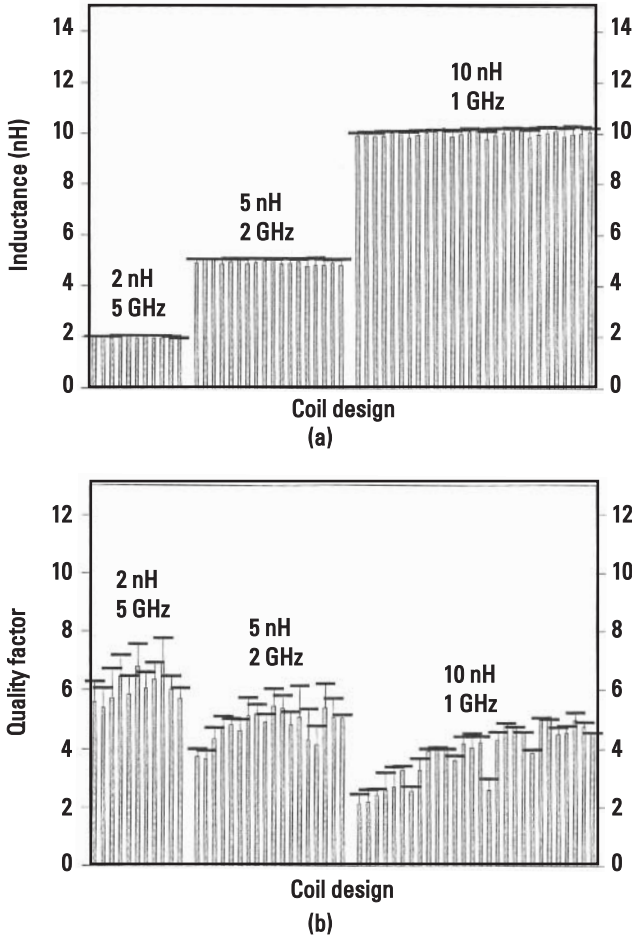 14
12
10
8
6
4
2
0
Inductance (nH)
2 nH
5 GHz
5 nH
2 GHz
10 nH
1 GHz
14
12
10
8
6
4
2
0
Coil design
(a)
12
10
8
6
4
2
0
Quality factor
2 nH
5 GHz
5 nH
2 GHz
10 nH
1 GHz
12
10
8
6
4
2
0
Coil design
(b)